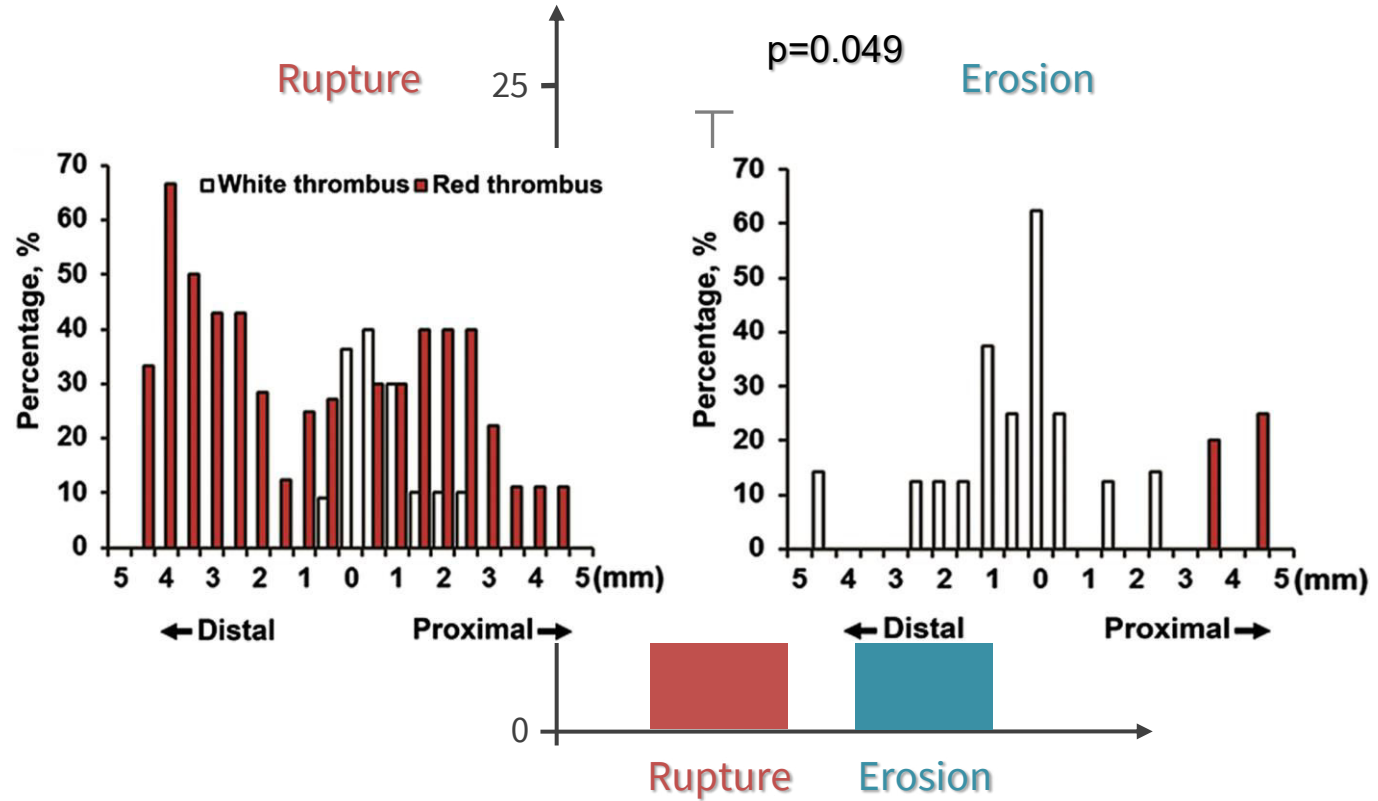 p=0.049
Rupture
25
Erosion
70
60
50
40
30
20
10
0
Percentage, %
White thrombus Red thrombus
5 4 3 2 1 0 1 2 3 4 5(mm)
←Distal Proximal→
70
60
50
40
30
20
10
0
Percentage, %
5 4 3 2 1 0 1 2 3 4 5(mm)
←Distal Proximal→
0
Rupture Erosion